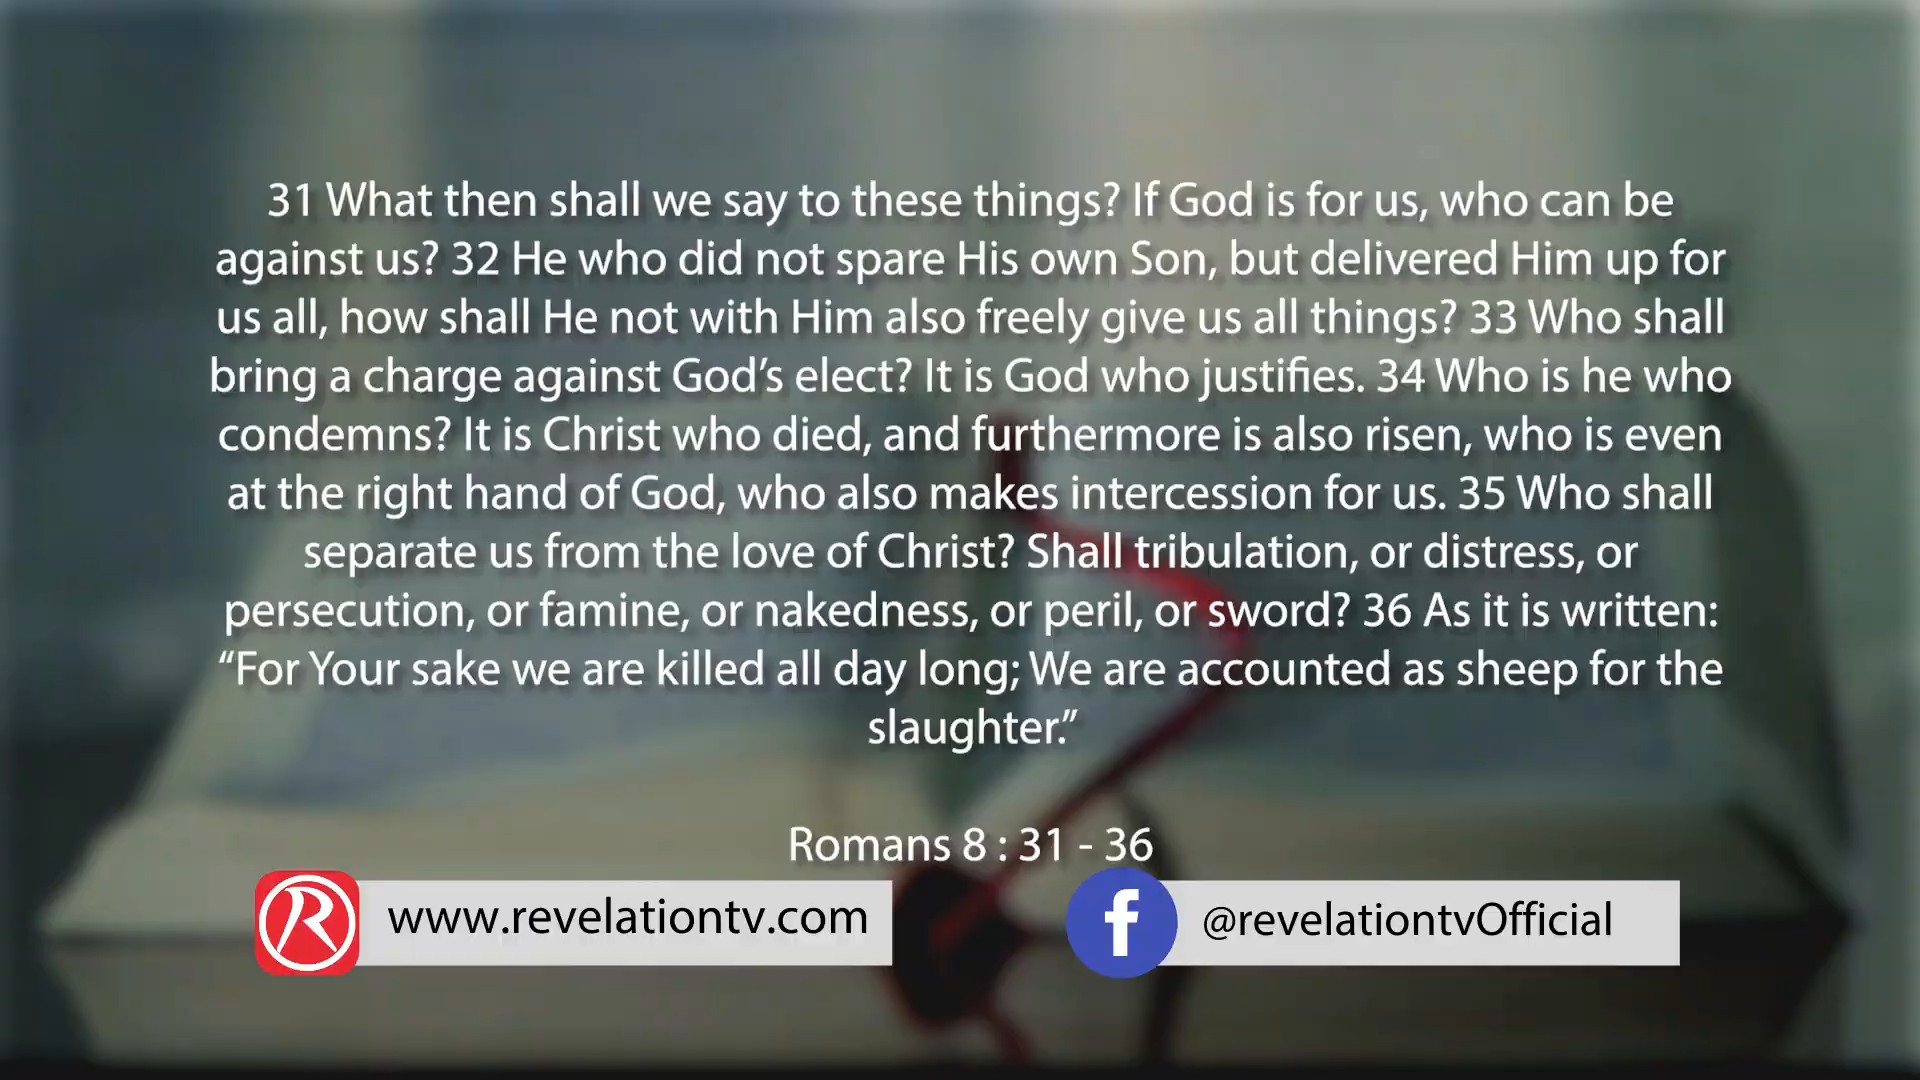 31 What then shall we say to these things? If God is for us, who can be
against us? 32 He who did not spare His own Son, but delivered Him up for
us all, how shall He not with Him also freely give us all things? 33 Who shall
bring a charge against God’s elect? It is God who justifies. 34 Who is he who
condemns? It is Christ who died, and furthermore is also risen, who is even
at the right hand of God, who also makes intercession for us. 35 Who shall
separate us from the love of Christ? Shall tribulation, or distress, or
persecution, or famine, or nakedness, or peril, or sword? 36 As it is written:
“For Your sake we are killed all day long; We are accounted as sheep for the
slaughter.”
Romans 8 : 31 - 36
R www.revelationtv.com
f @revelationtvOfficial